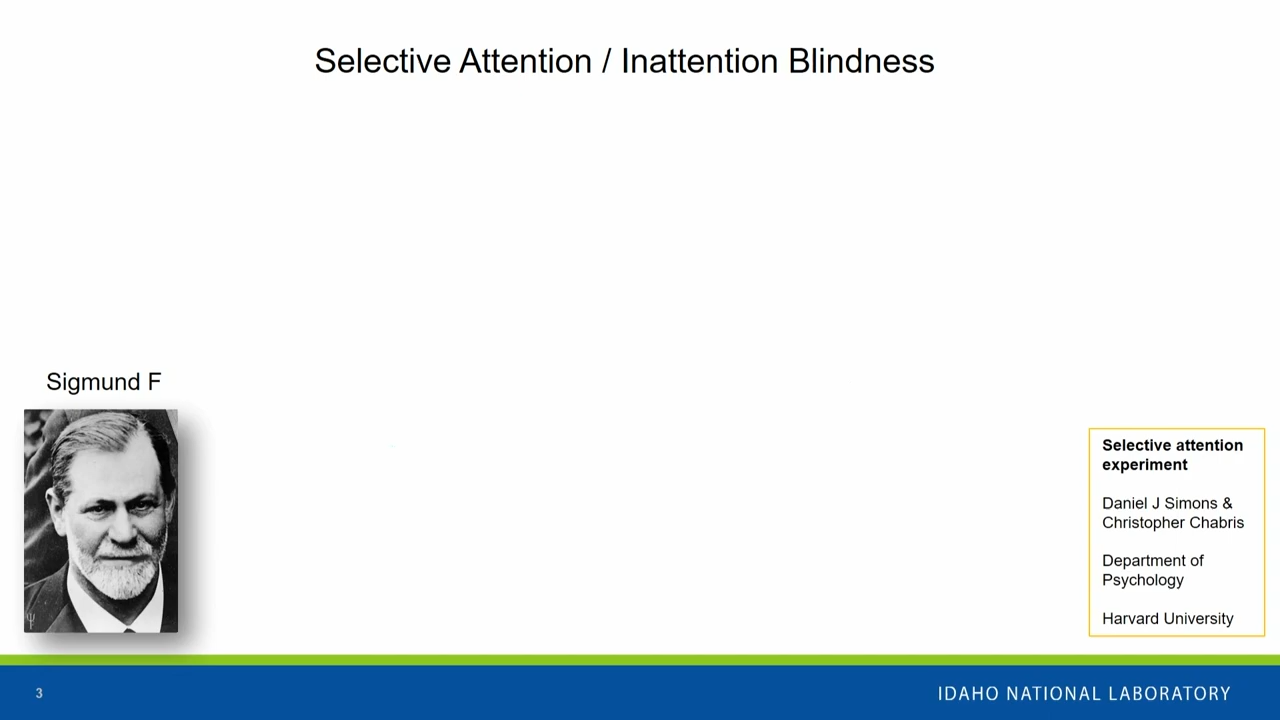 Selective Attention / Inattention Blindness
Sigmund F
Selective attention
experiment
Daniel J Simons &
Christopher Chabris
Department of
Psychology
Harvard University
3
IDAHO NATIONAL LABORATORY